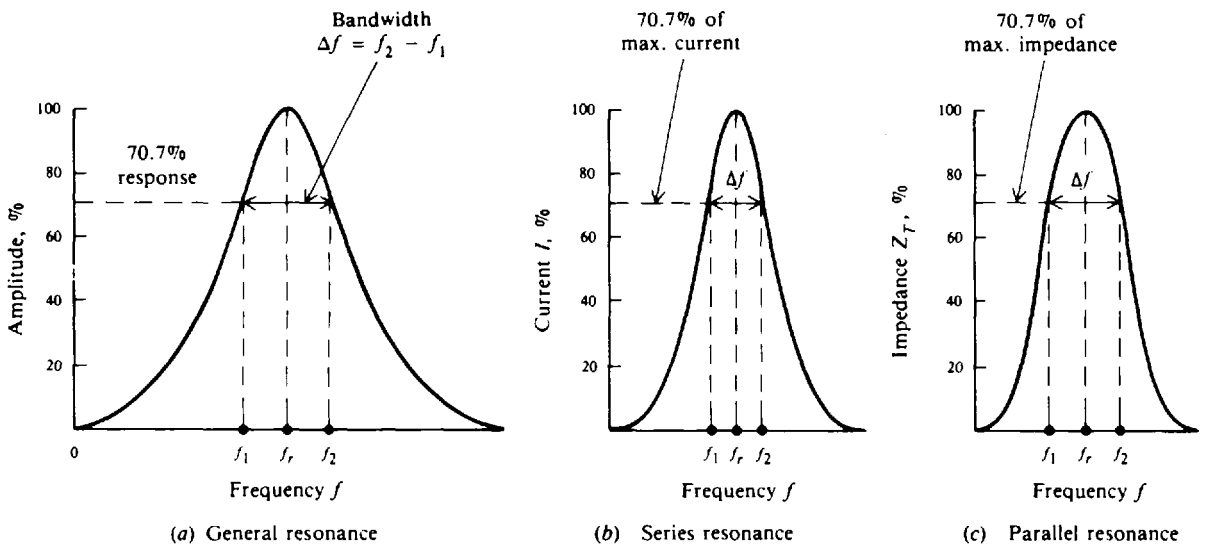 Bandwidth
Δf = f₂ − f₁
100
80
60
40
20
0
70.7%
response
Amplitude, %
f₁ fᵣ f₂
Frequency f
(a) General resonance
70.7% of
max. current
100
80
60
40
20
Δf
Current I, %
f₁ fᵣ f₂
Frequency f
(b) Series resonance
70.7% of
max. impedance
100
80
60
40
20
Δf
Impedance Z_T, %
f₁ fᵣ f₂
Frequency f
(c) Parallel resonance